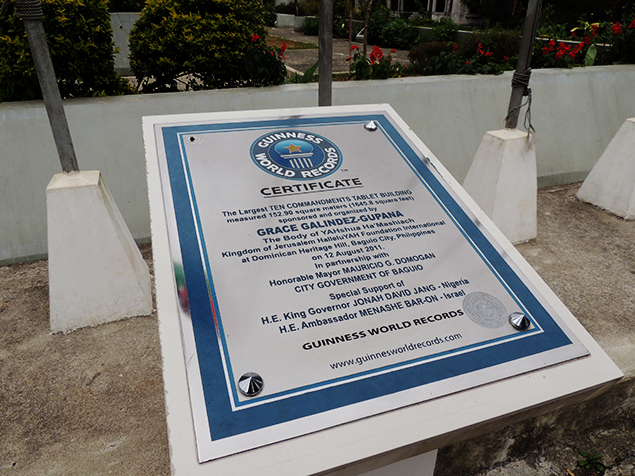 GUINNESS
WORLD RECORDS
TM
CERTIFICATE
The Largest TEN COMMANDMENTS TABLET BUILDING
measured 152.90 square meters (1645.8 square feet)
sponsored and organized by
GRACE GALINDEZ-GUPANA
The Body of YAHshua Ha'Mashiach
Kingdom of Jerusalem HalleluYAH Foundation International
at Dominican Heritage Hill, Baguio City, Philippines
on 12 August 2011.
In partnership with
Honorable Mayor MAURICIO G. DOMOGAN
CITY GOVERNMENT OF BAGUIO
Special Support of
H.E. King Governor JONAH DAVID JANG - Nigeria
H.E. Ambassador MENASHE BAR-ON - Israel
GUINNESS WORLD RECORDS
www.guinnesworldrecords.com